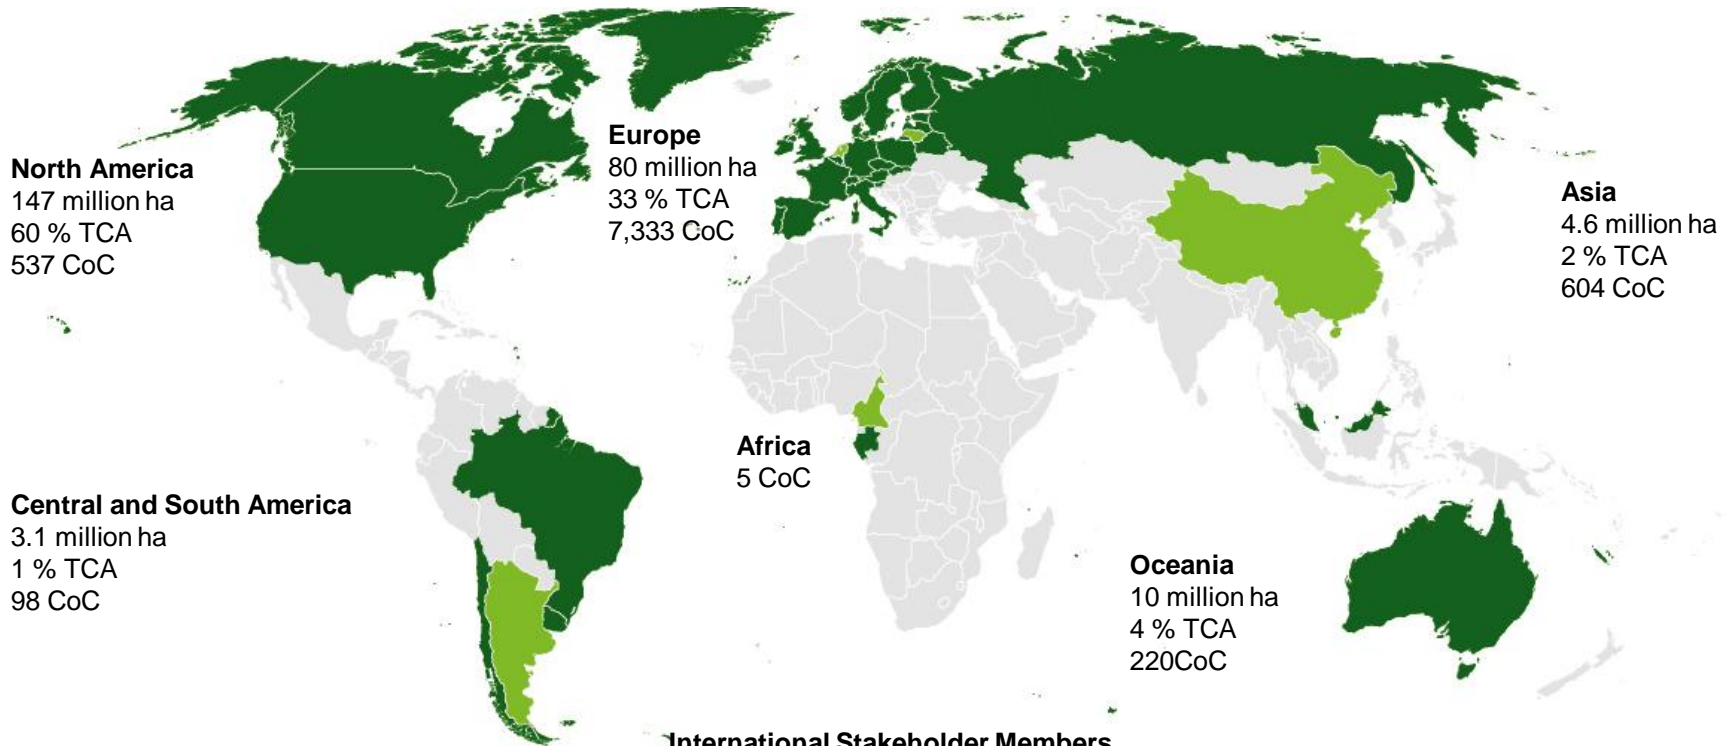 North America
147 million ha
60 % TCA
537 CoC
Europe
80 million ha
33 % TCA
7,333 CoC
Asia
4.6 million ha
2 % TCA
604 CoC
Africa
5 CoC
Central and South America
3.1 million ha
1 % TCA
98 CoC
Oceania
10 million ha
4 % TCA
220CoC
International Stakeholder Members